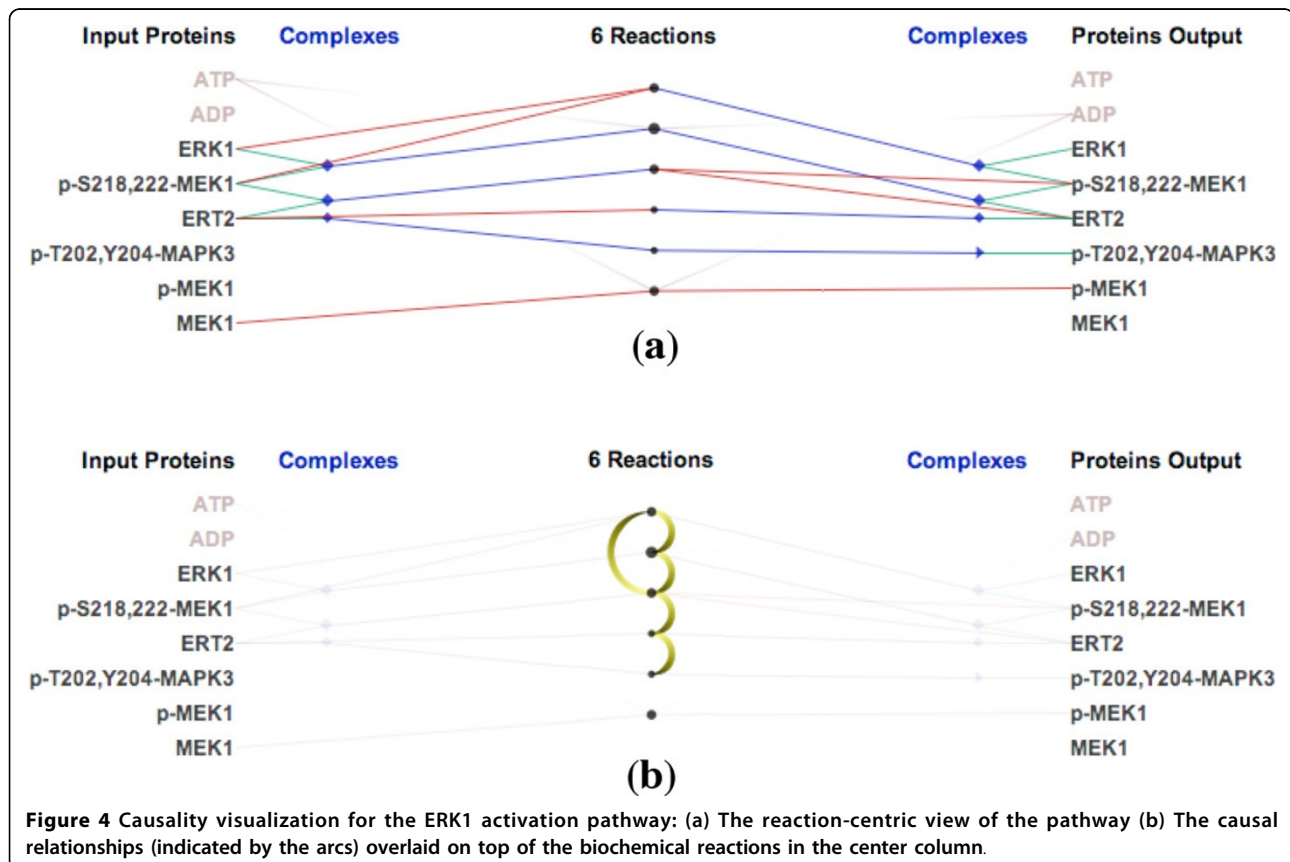 Input Proteins Complexes 6 Reactions Complexes Proteins Output
ATP ATP
ADP ADP
ERK1 ERK1
p-S218,222-MEK1 p-S218,222-MEK1
ERT2 ERT2
p-T202,Y204-MAPK3 p-T202,Y204-MAPK3
p-MEK1 p-MEK1
MEK1 MEK1
(a)
Input Proteins Complexes 6 Reactions Complexes Proteins Output
ATP ATP
ADP ADP
ERK1 ERK1
p-S218,222-MEK1 p-S218,222-MEK1
ERT2 ERT2
p-T202,Y204-MAPK3 p-T202,Y204-MAPK3
p-MEK1 p-MEK1
MEK1 MEK1
(b)
Figure 4 Causality visualization for the ERK1 activation pathway: (a) The reaction-centric view of the pathway (b) The causal
relationships (indicated by the arcs) overlaid on top of the biochemical reactions in the center column.